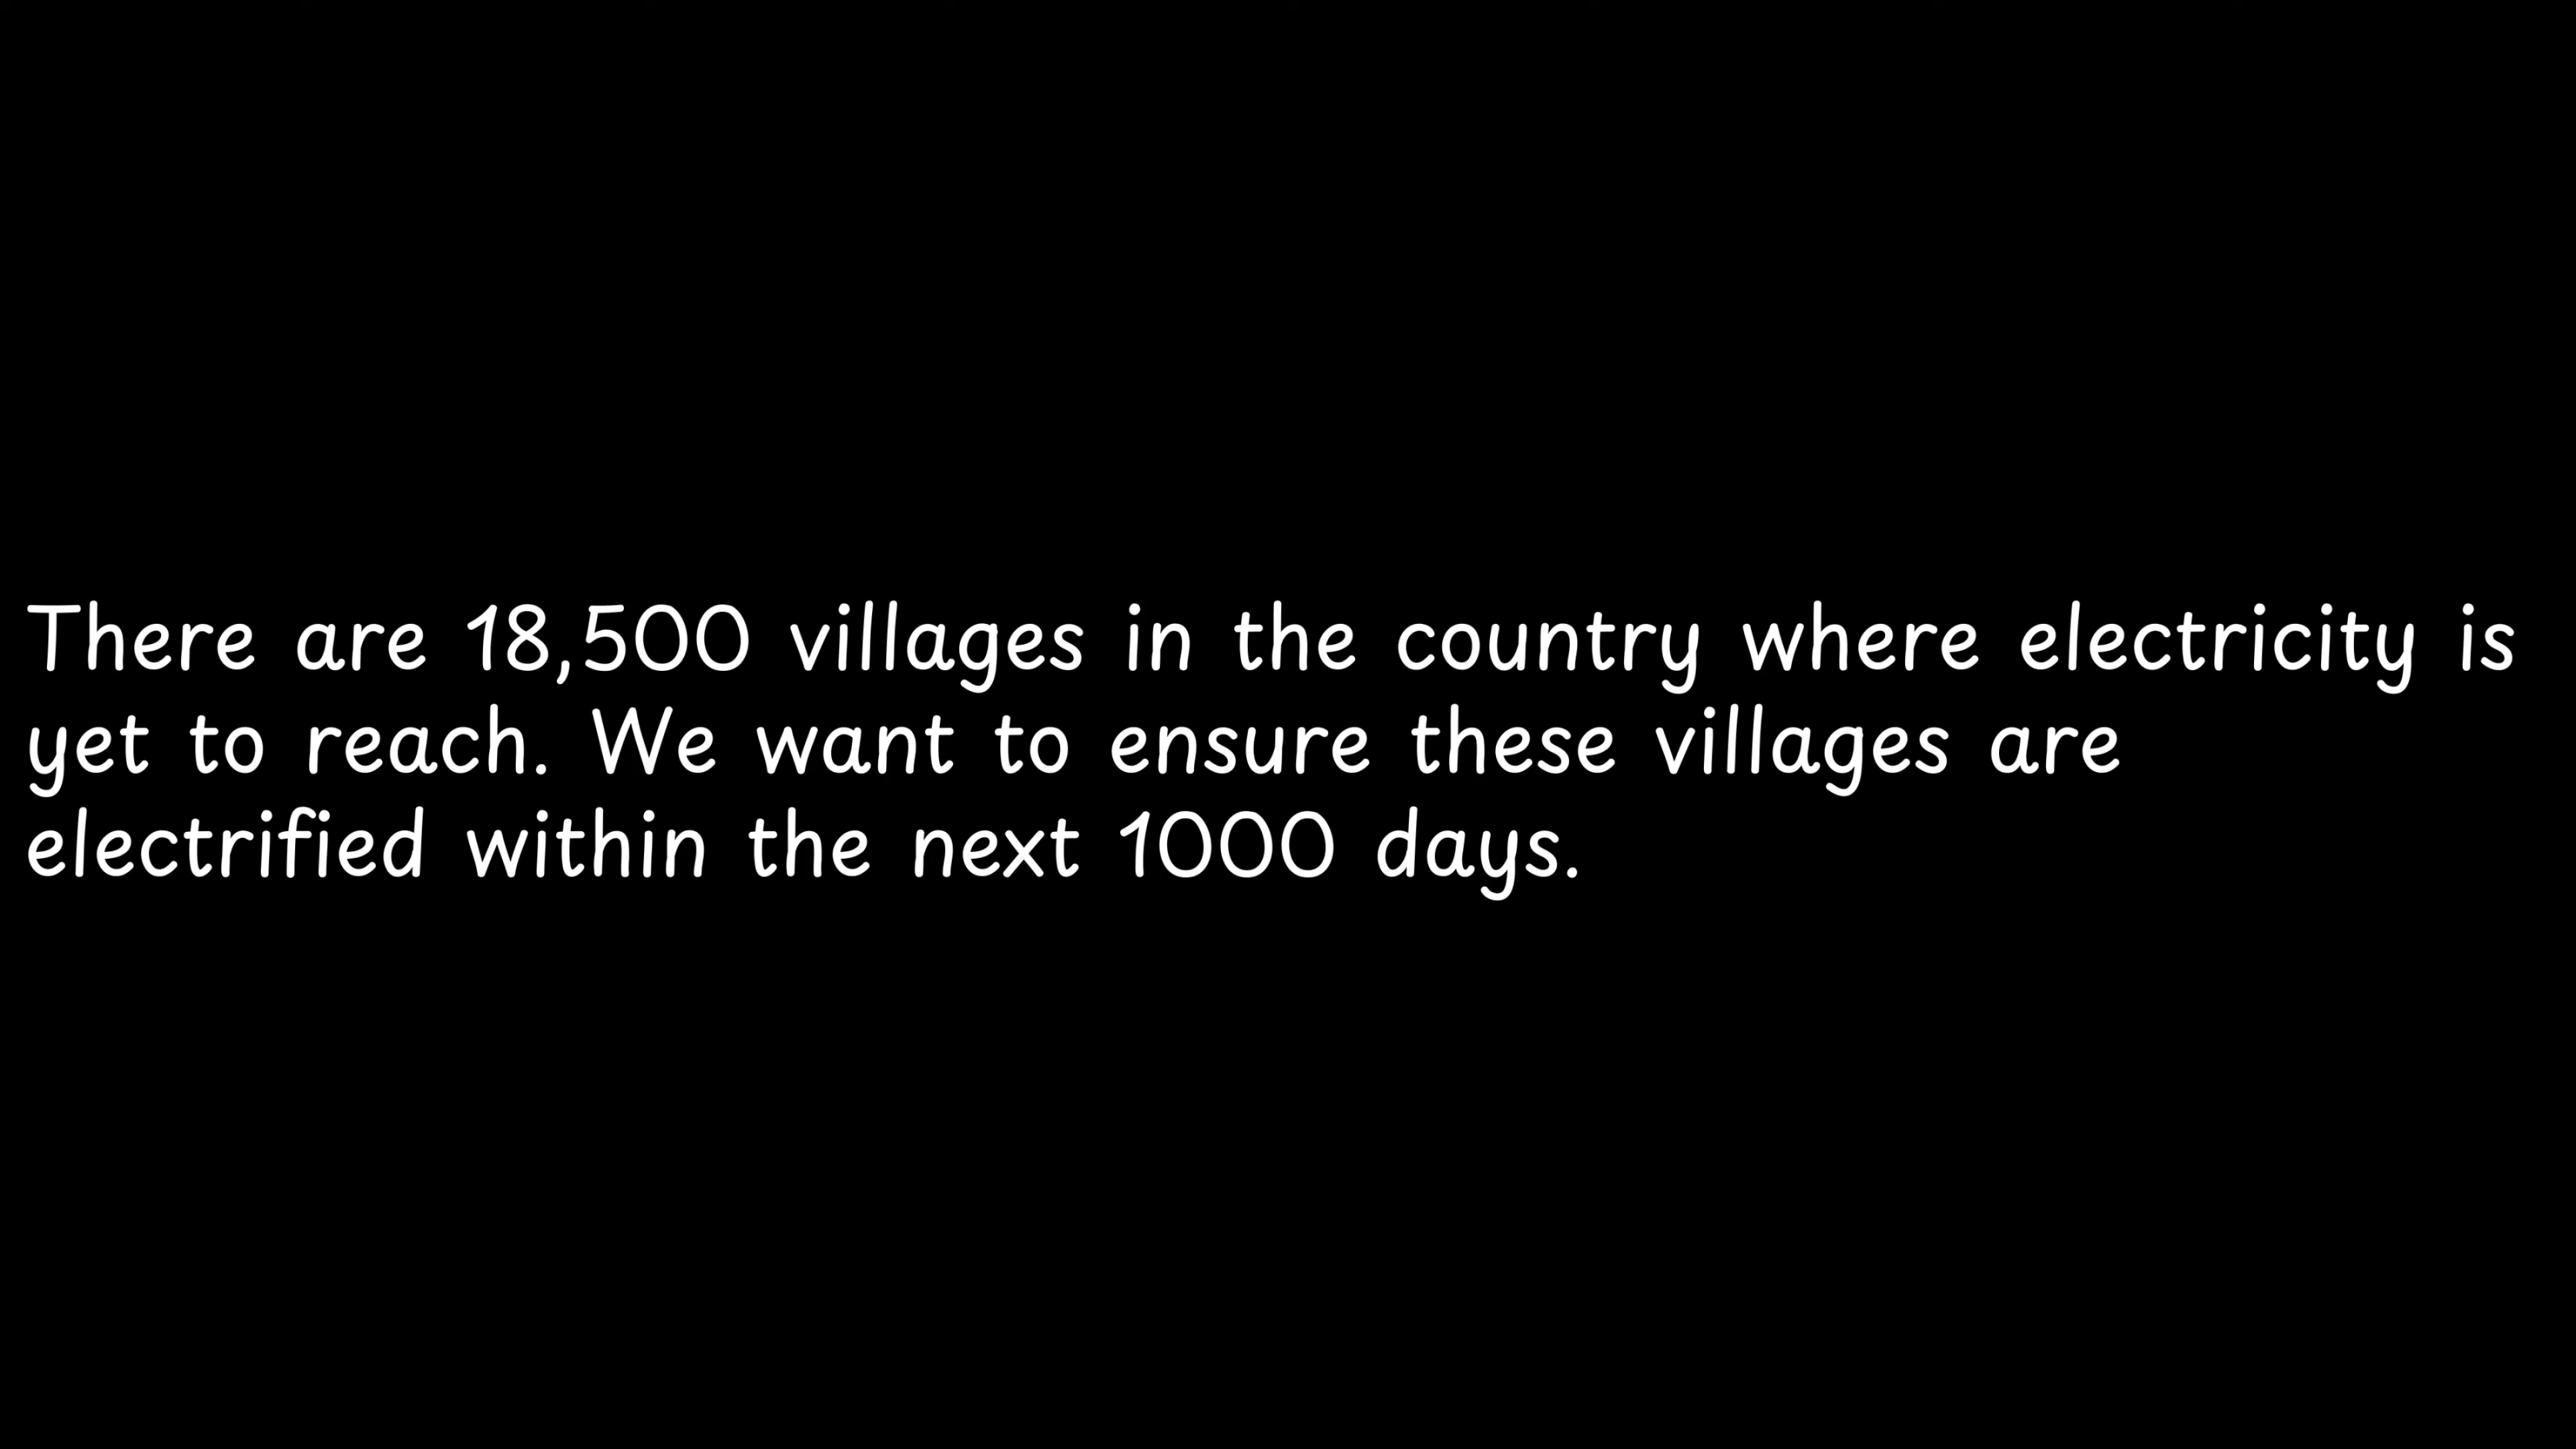 There are 18,500 villages in the country where electricity is
yet to reach. We want to ensure these villages are
electrified within the next 1000 days.